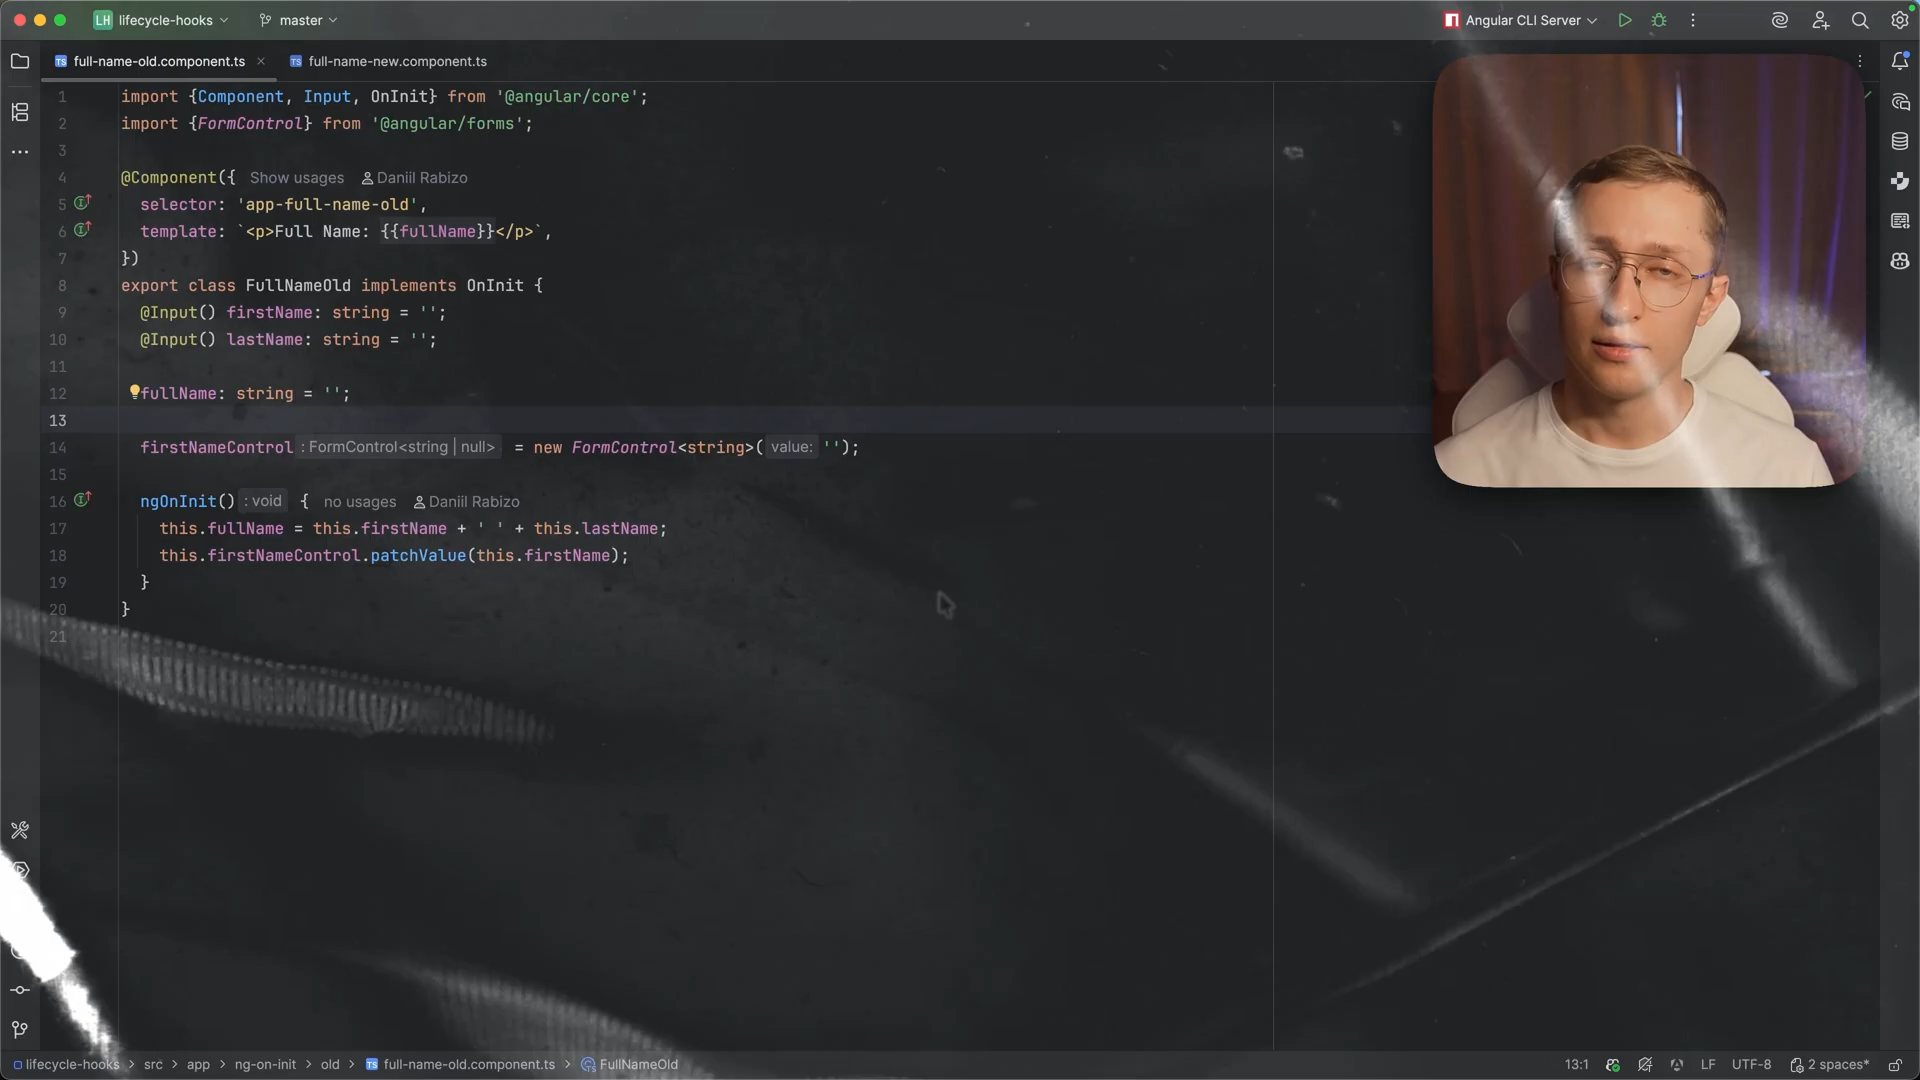 LH lifecycle-hooks master Angular CLI Server
full-name-old.component.ts full-name-new.component.ts
1 import {Component, Input, OnInit} from '@angular/core';
2 import {FormControl} from '@angular/forms';
3
4 @Component({ Show usages Daniil Rabizo
5 selector: 'app-full-name-old',
6 template: `<p>Full Name: {{fullName}}</p>`,
7 })
8 export class FullNameOld implements OnInit {
9 @Input() firstName: string = '';
10 @Input() lastName: string = '';
11
12 fullName: string = '';
13
14 firstNameControl : FormControl<string | null> = new FormControl<string>( value: '');
15
16 ngOnInit() : void { no usages Daniil Rabizo
17 this.fullName = this.firstName + ' ' + this.lastName;
18 this.firstNameControl.patchValue(this.firstName);
19 }
20 }
21
lifecycle-hooks > src > app > ng-on-init > old > TS full-name-old.component.ts > FullNameOld 13:1 LF UTF-8 2 spaces*